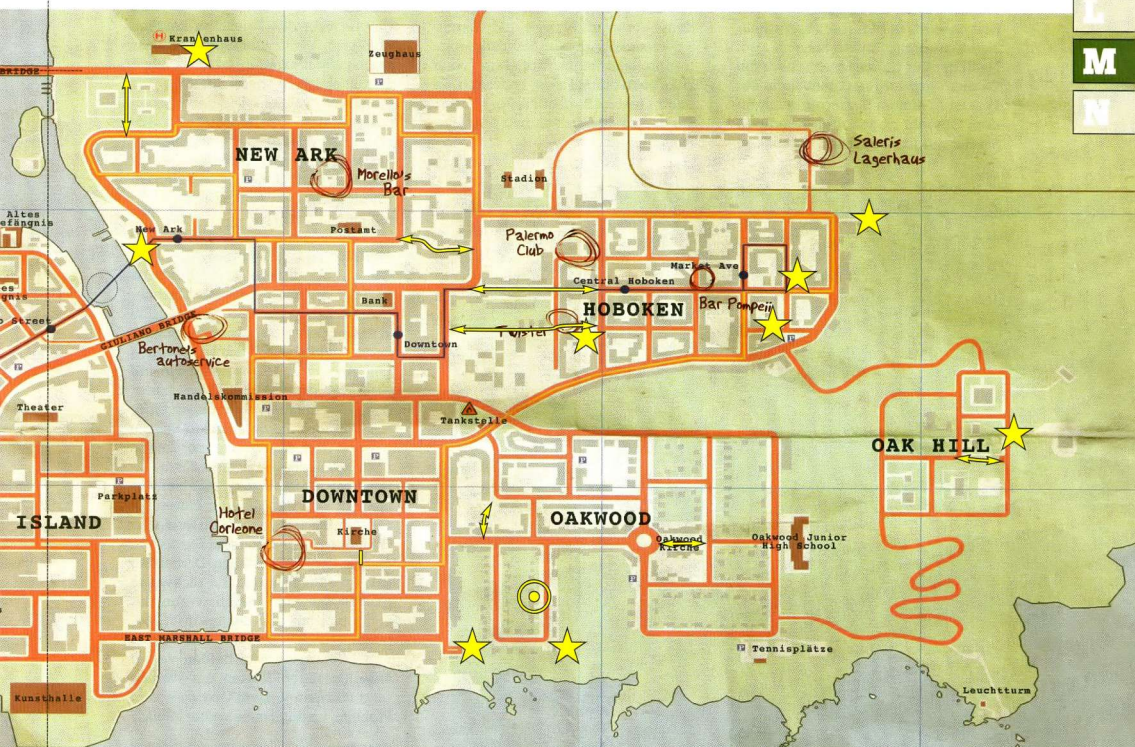 L
M
N
H
Krankenhaus
Zeughaus
BRIDGE
NEW ARK
Morello's
Bar
Saleris
Lagerhaus
Stadion
Altes
efängnis
New Ark
Postamt
Palermo
Club
Market Ave
Central Hoboken
Bar Pompeii
HOBOKEN
Bank
Twister
GIULIANO BRIDGE
Downtown
Bertone's
autoservice
Theater
Handelskommission
Tankstelle
OAK HILL
Parkplatz
DOWNTOWN
ISLAND
Hotel
Corleone
Kirche
OAKWOOD
Oakwood
Kirche
Oakwood Junior
High School
EAST MARSHALL BRIDGE
Tennisplätze
Kunsthalle
Leuchtturm